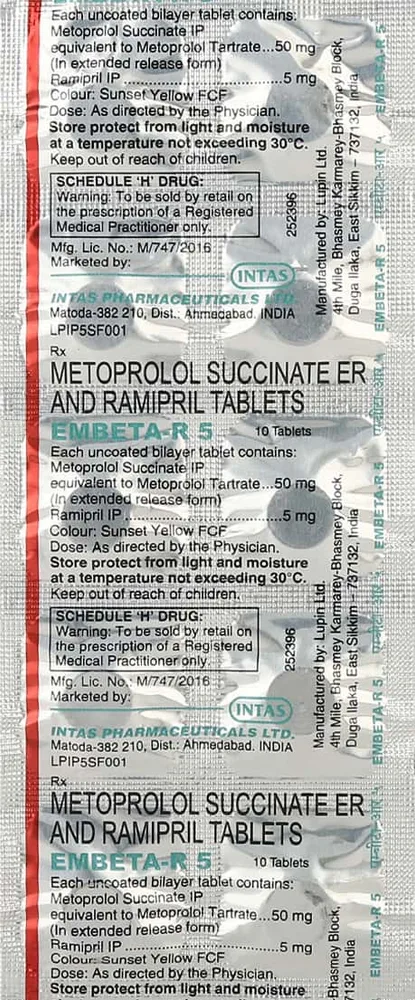 Each uncoated bilayer tablet contains:
Metoprolol Succinate IP
equivalent to Metoprolol Tartrate...50 mg
(In extended release form)
Ramipril IP ..............................5 mg
Colour: Sunset Yellow FCF
Dose: As directed by the Physician.
Store protect from light and moisture
at a temperature not exceeding 30°C.
Keep out of reach of children.
SCHEDULE 'H' DRUG:
Warning: To be sold by retail on
the prescription of a Registered
Medical Practitioner only.
Mfg. Lic. No.: M/747/2016
Marketed by:
INTAS
INTAS PHARMACEUTICALS LTD.
Matoda-382 210, Dist.: Ahmedabad. INDIA
LPIP5SF001
252396
Manufactured by: Lupin Ltd.
4th Mile, Bhasmey Karmarey-Bhasmey Block,
Duga Ilaka, East Sikkim – 737132, India
EMBETA-R 5
EMBETA-R 5
Rx
METOPROLOL SUCCINATE ER
AND RAMIPRIL TABLETS
EMBETA-R 5 10 Tablets
Each uncoated bilayer tablet contains:
Metoprolol Succinate IP
equivalent to Metoprolol Tartrate...50 mg
(In extended release form)
Ramipril IP ..............................5 mg
Colour: Sunset Yellow FCF
Dose: As directed by the Physician.
Store protect from light and moisture
at a temperature not exceeding 30°C.
Keep out of reach of children.
SCHEDULE 'H' DRUG:
Warning: To be sold by retail on
the prescription of a Registered
Medical Practitioner only.
Mfg. Lic. No.: M/747/2016
Marketed by:
INTAS
INTAS PHARMACEUTICALS LTD.
Matoda-382 210, Dist.: Ahmedabad. INDIA
LPIP5SF001
252396
Manufactured by: Lupin Ltd.
4th Mile, Bhasmey Karmarey-Bhasmey Block,
Duga Ilaka, East Sikkim – 737132, India
EMBETA-R 5
EMBETA-R 5
Rx
METOPROLOL SUCCINATE ER
AND RAMIPRIL TABLETS
EMBETA-R 5 10 Tablets
Each uncoated bilayer tablet contains:
Metoprolol Succinate IP
equivalent to Metoprolol Tartrate...50 mg
(In extended release form)
Ramipril IP ..............................5 mg
Colour: Sunset Yellow FCF
Dose: As directed by the Physician.
Store protect from light and moisture
Bhasmey Block,
132, India
EMBETA-R 5